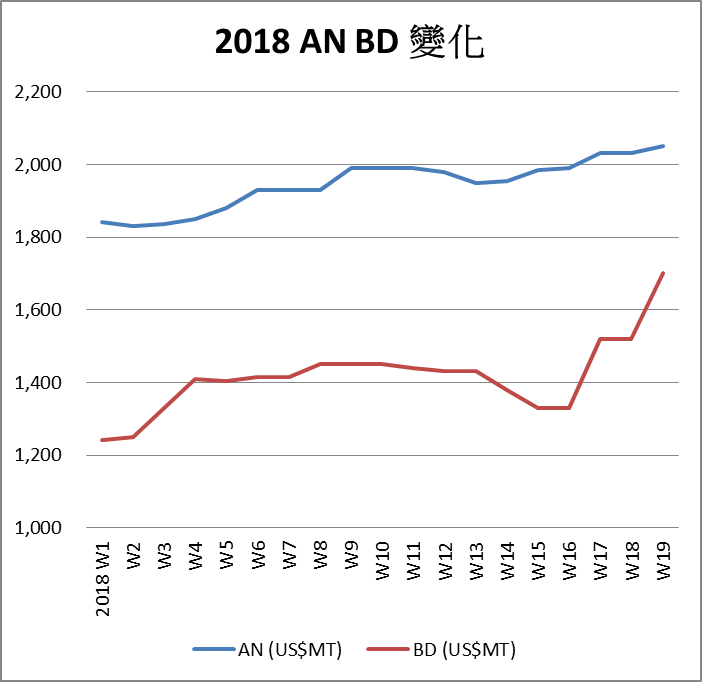 2018 AN BD 變化
2,200
2,000
1,800
1,600
1,400
1,200
1,000
2018 W1
W2
W3
W4
W5
W6
W7
W8
W9
W10
W11
W12
W13
W14
W15
W16
W17
W18
W19
AN (US$MT)
BD (US$MT)